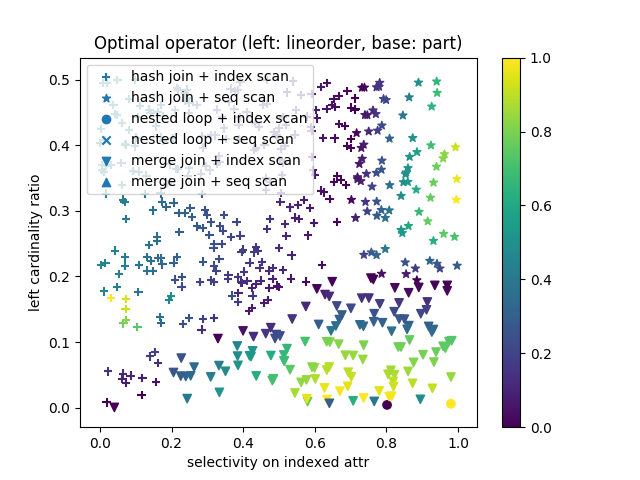 Optimal operator (left: lineorder, base: part)
hash join + index scan
hash join + seq scan
nested loop + index scan
nested loop + seq scan
merge join + index scan
merge join + seq scan
left cardinality ratio
0.5
0.4
0.3
0.2
0.1
0.0
0.0 0.2 0.4 0.6 0.8 1.0
selectivity on indexed attr
1.0
0.8
0.6
0.4
0.2
0.0